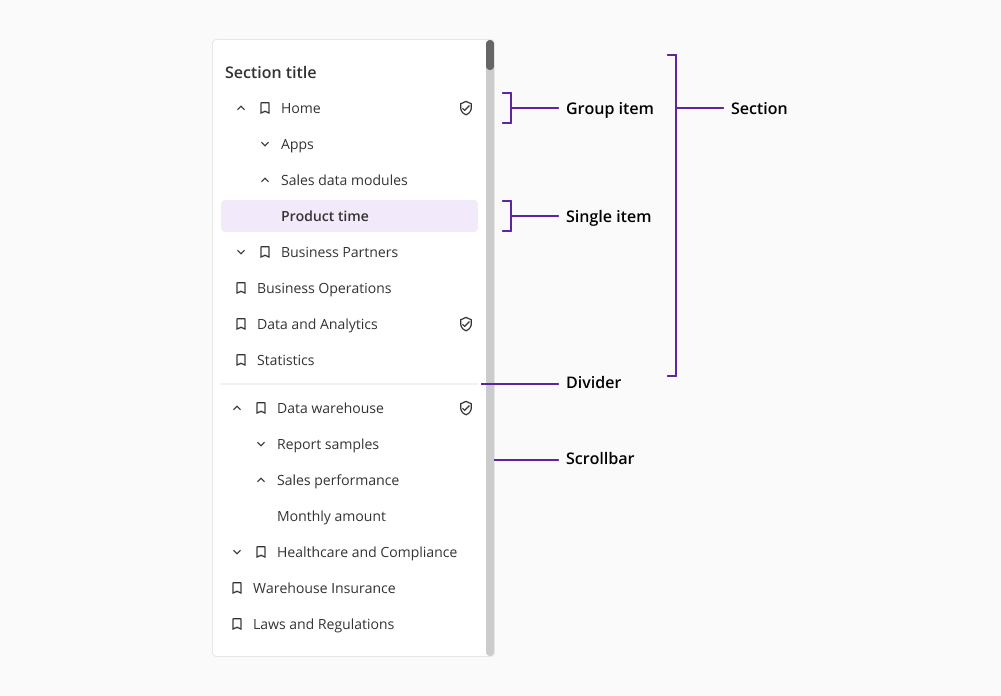 Section title
Home
Group item
Section
Apps
Sales data modules
Product time
Single item
Business Partners
Business Operations
Data and Analytics
Statistics
Divider
Data warehouse
Report samples
Scrollbar
Sales performance
Monthly amount
Healthcare and Compliance
Warehouse Insurance
Laws and Regulations